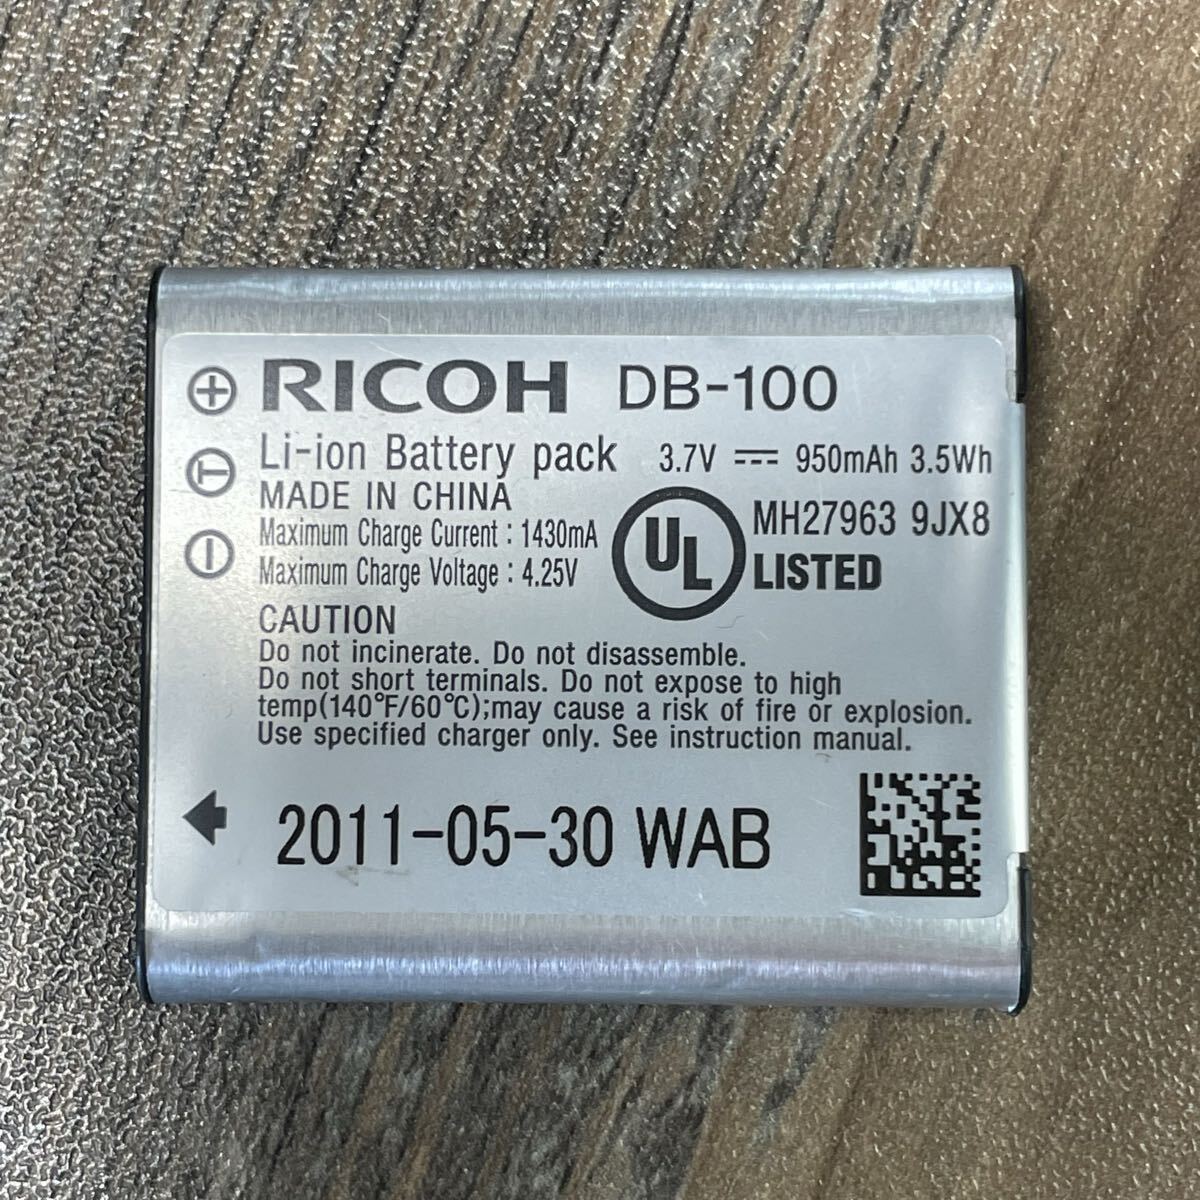 RICOH DB-100
Li-ion Battery pack 3.7V ⎓ 950mAh 3.5Wh
MADE IN CHINA
Maximum Charge Current : 1430mA
Maximum Charge Voltage : 4.25V
UL MH27963 9JX8
LISTED
CAUTION
Do not incinerate. Do not disassemble.
Do not short terminals. Do not expose to high
temp(140°F/60°C);may cause a risk of fire or explosion.
Use specified charger only. See instruction manual.
2011-05-30 WAB